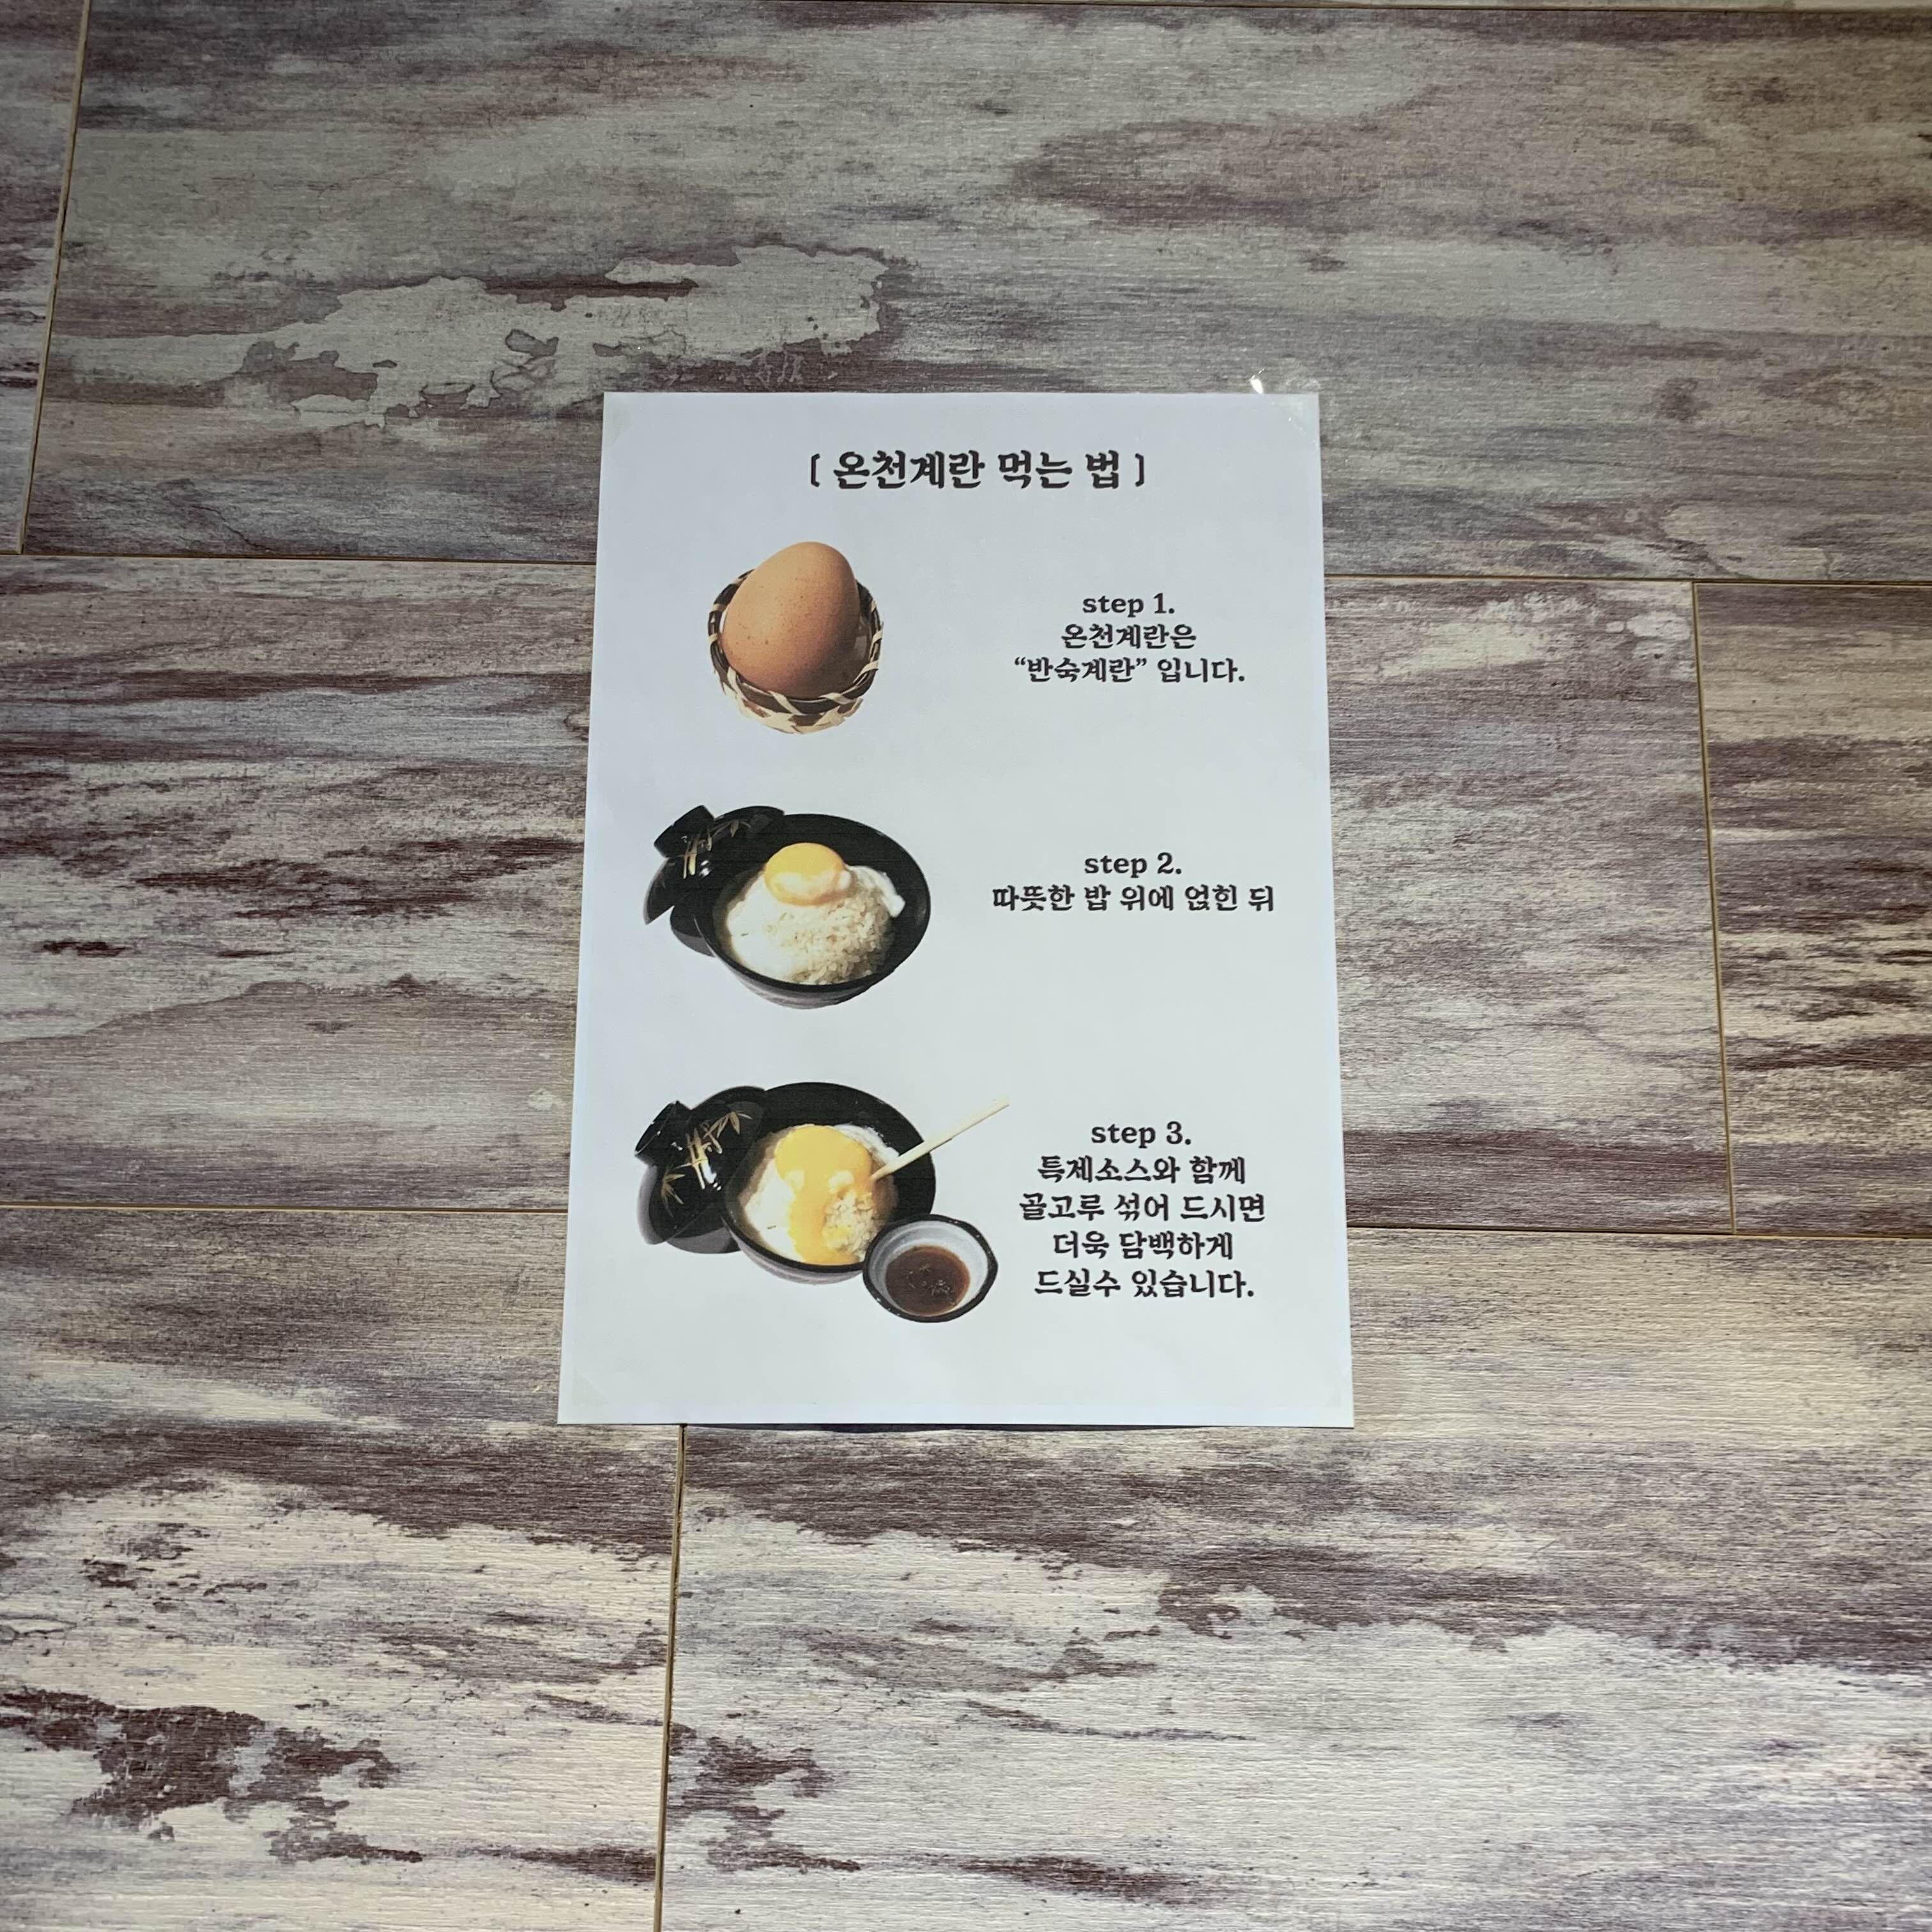 [ 온천계란 먹는 법 ]
step 1.
온천계란은
“반숙계란” 입니다.
step 2.
따뜻한 밥 위에 얹힌 뒤
step 3.
특제소스와 함께
골고루 섞어 드시면
더욱 담백하게
드실수 있습니다.